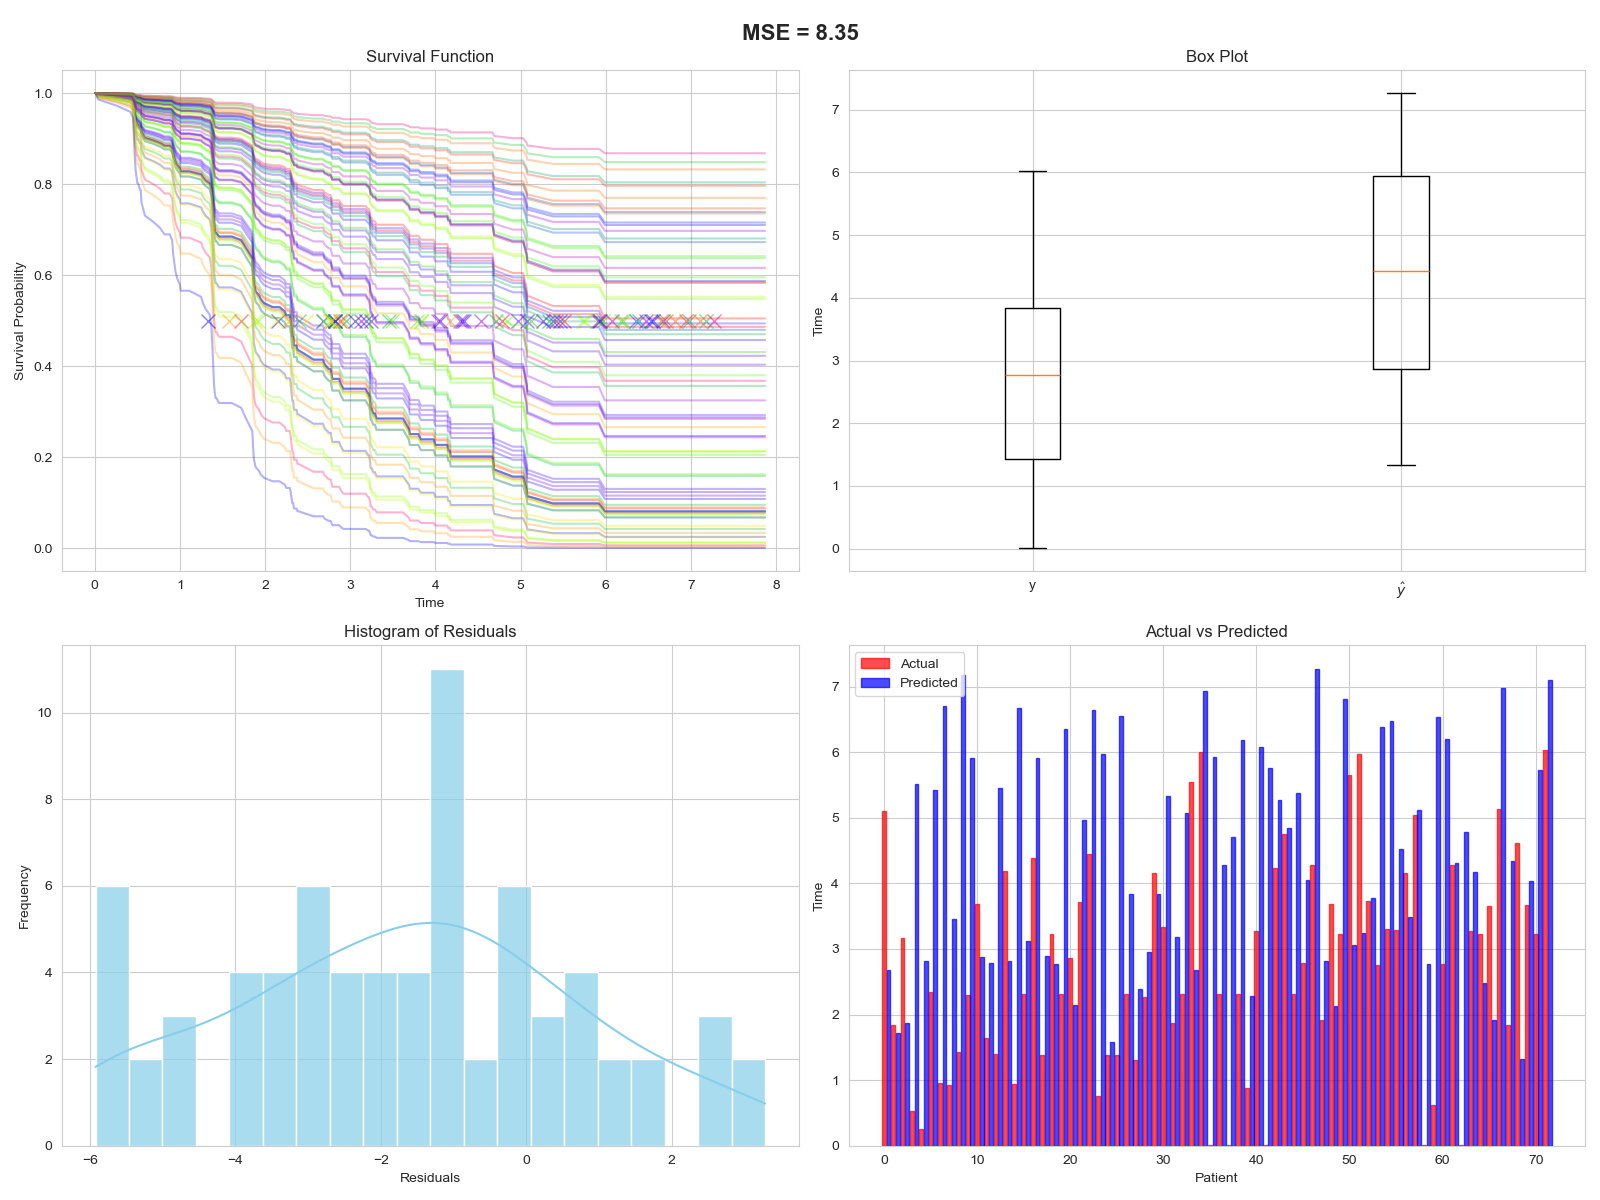 MSE = 8.35
Survival Function
Survival Probability
1.0
0.8
0.6
0.4
0.2
0.0
0 1 2 3 4 5 6 7 8
Time
Box Plot
Time
7
6
5
4
3
2
1
0
y ŷ
Histogram of Residuals
Frequency
10
8
6
4
2
0
−6 −4 −2 0 2
Residuals
Actual vs Predicted
Actual
Predicted
Time
7
6
5
4
3
2
1
0
0 10 20 30 40 50 60 70
Patient